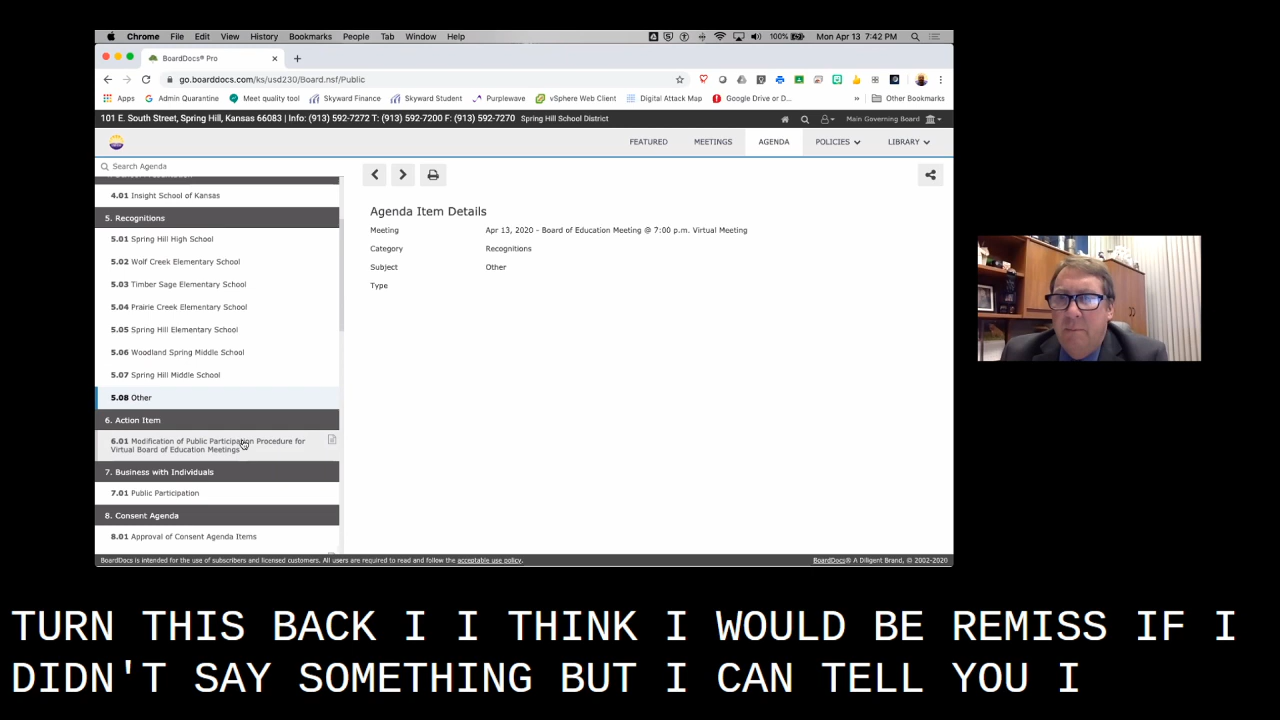 Chrome File Edit View History Bookmarks People Tab Window Help 100% Mon Apr 13 7:42 PM
BoardDocs® Pro
go.boarddocs.com/ks/usd230/Board.nsf/Public
Apps Admin Quarantine Meet quality tool Skyward Finance Skyward Student Purplewave vSphere Web Client Digital Attack Map Google Drive or D... » Other Bookmarks
101 E. South Street, Spring Hill, Kansas 66083 | Info: (913) 592-7272 T: (913) 592-7200 F: (913) 592-7270 Spring Hill School District Main Governing Board
FEATURED MEETINGS AGENDA POLICIES LIBRARY
Search Agenda
4.01 Insight School of Kansas
5. Recognitions
5.01 Spring Hill High School
5.02 Wolf Creek Elementary School
5.03 Timber Sage Elementary School
5.04 Prairie Creek Elementary School
5.05 Spring Hill Elementary School
5.06 Woodland Spring Middle School
5.07 Spring Hill Middle School
5.08 Other
6. Action Item
6.01 Modification of Public Participation Procedure for
Virtual Board of Education Meetings
7. Business with Individuals
7.01 Public Participation
8. Consent Agenda
8.01 Approval of Consent Agenda Items
Agenda Item Details
Meeting Apr 13, 2020 - Board of Education Meeting @ 7:00 p.m. Virtual Meeting
Category Recognitions
Subject Other
Type
BoardDocs is intended for the use of subscribers and licensed customers. All users are required to read and follow the acceptable use policy. BoardDocs® A Diligent Brand, © 2002-2020
TURN THIS BACK I I THINK I WOULD BE REMISS IF I
DIDN'T SAY SOMETHING BUT I CAN TELL YOU I